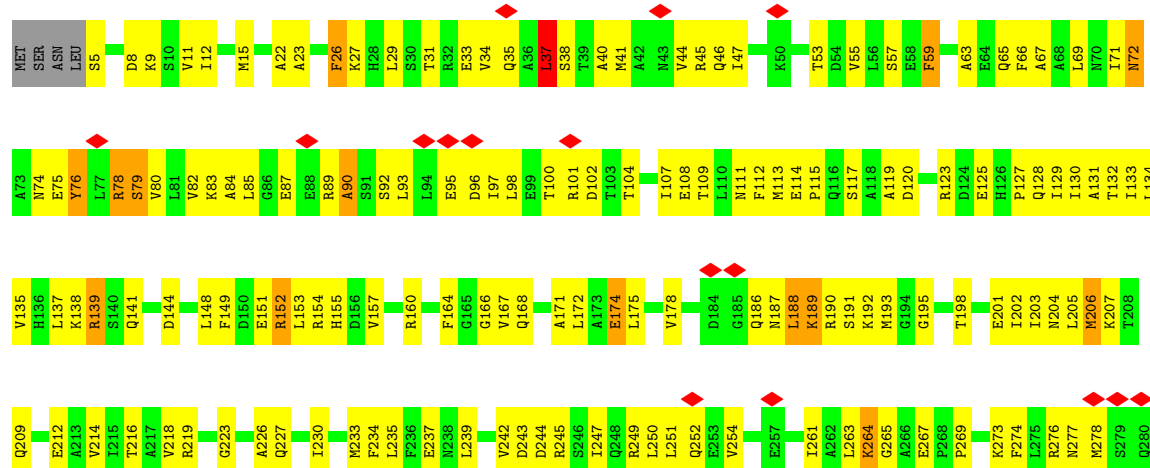 MET SER ASN LEU S5 D8 K9 S10 V11 I12 M15 A22 A23 F26 K27 H28 L29 S30 T31 R32 E33 V34 Q35 A36 L37 S38 T39 A40 M41 A42 N43 V44 R45 Q46 I47 K50 T53 D54 V55 L56 S57 E58 F59 A63 E64 Q65 F66 A67 A68 L69 N70 I71 N72
A73 N74 E75 Y76 L77 R78 S79 V80 L81 V82 K83 A84 L85 G86 E87 E88 R89 A90 S91 S92 L93 L94 E95 D96 I97 L98 E99 T100 R101 D102 T103 T104 I107 E108 T109 L110 N111 F112 M113 E114 P115 Q116 S117 A118 A119 D120 R123 D124 E125 H126 P127 Q128 I129 I130 A131 T132 I133 L134
V135 H136 L137 K138 R139 S140 Q141 D144 L148 F149 D150 E151 R152 L153 R154 H155 D156 V157 R160 F164 G165 G166 V167 Q168 A171 L172 A173 E174 L175 V178 D184 G185 Q186 N187 L188 K189 R190 S191 K192 M193 G194 G195 T198 E201 I202 I203 N204 L205 M206 K207 T208
Q209 E212 A213 V214 I215 T216 A217 V218 R219 G223 A226 Q227 I230 M233 F234 L235 F236 E237 N238 L239 V242 D243 D244 R245 S246 I247 Q248 R249 L250 L251 Q252 E253 V254 E257 I261 A262 L263 K264 G265 A266 E267 P268 P269 K273 F274 L275 R276 N277 M278 S279 Q280